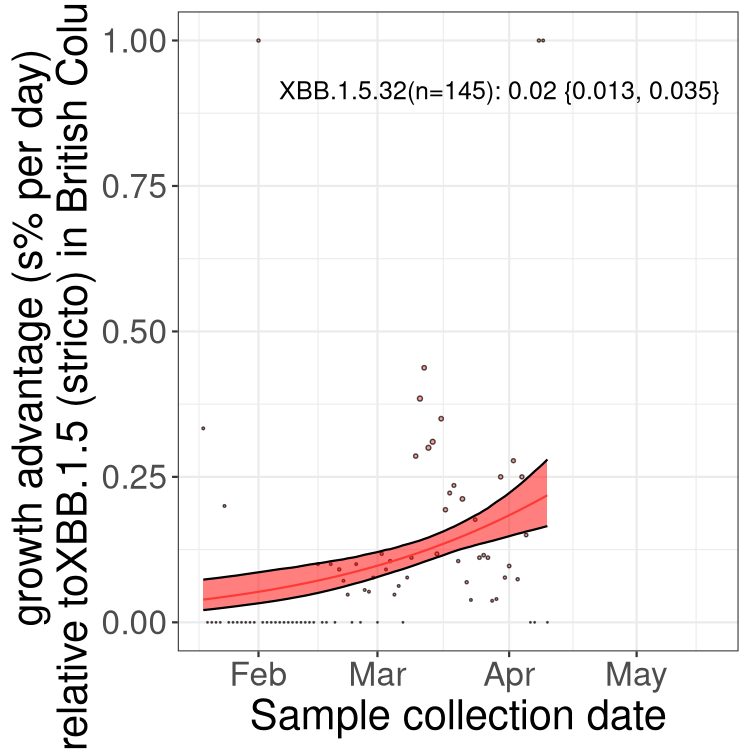 growth advantage (s% per day)
relative toXBB.1.5 (stricto) in British Colu
1.00
0.75
0.50
0.25
0.00
XBB.1.5.32(n=145): 0.02 {0.013, 0.035}
Feb Mar Apr May
Sample collection date